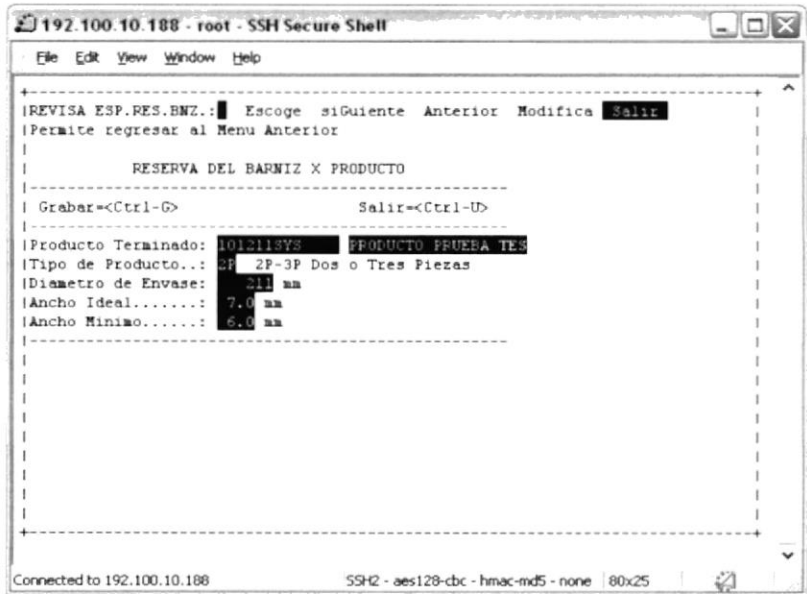 192.100.10.188 - root - SSH Secure Shell
File Edit View Window Help
REVISA ESP.RES.BNZ.: Escoge siGuiente Anterior Modifica Salir
Permite regresar al Menu Anterior
RESERVA DEL BARNIZ X PRODUCTO
Grabar=<Ctrl-G> Salir=<Ctrl-U>
Producto Terminado: 101211SYS PRODUCTO PRUEBA TES
Tipo de Producto..: 2P 2P-3P Dos o Tres Piezas
Diametro de Envase: 211 mm
Ancho Ideal.......: 7.0 mm
Ancho Minimo......: 6.0 mm
Connected to 192.100.10.188 SSH2 - aes128-cbc - hmac-md5 - none 80x25